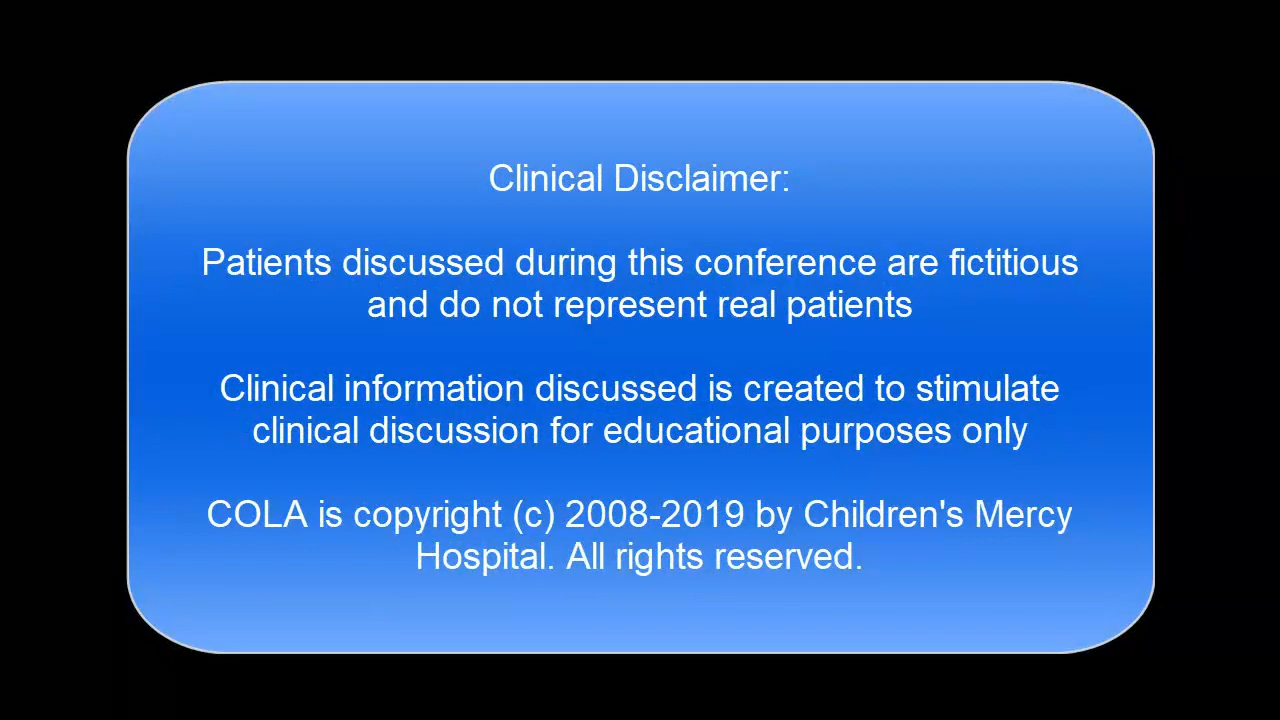 Clinical Disclaimer:
Patients discussed during this conference are fictitious
and do not represent real patients
Clinical information discussed is created to stimulate
clinical discussion for educational purposes only
COLA is copyright (c) 2008-2019 by Children's Mercy
Hospital. All rights reserved.